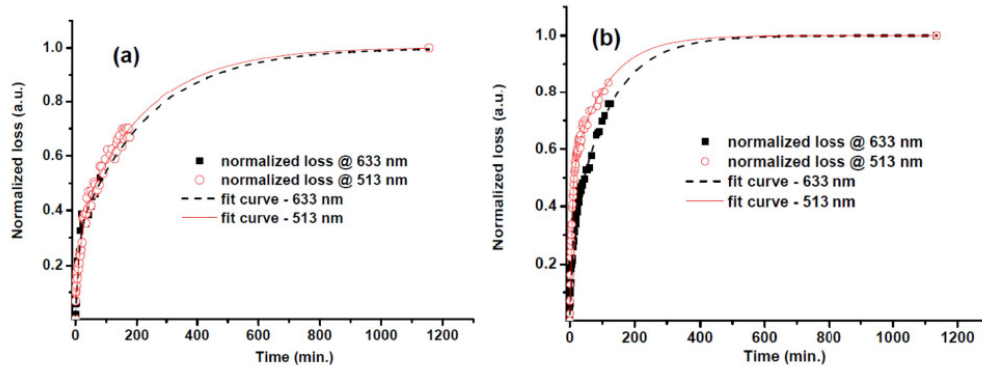 (a)
Normalized loss (a.u.)
1.0
0.8
0.6
0.4
0.2
normalized loss @ 633 nm
normalized loss @ 513 nm
fit curve - 633 nm
fit curve - 513 nm
0 200 400 600 800 1000 1200
Time (min.)
(b)
Normalized loss (a.u.)
1.0
0.8
0.6
0.4
0.2
normalized loss @ 633 nm
normalized loss @ 513 nm
fit curve - 633 nm
fit curve - 513 nm
0 200 400 600 800 1000 1200
Time (min.)